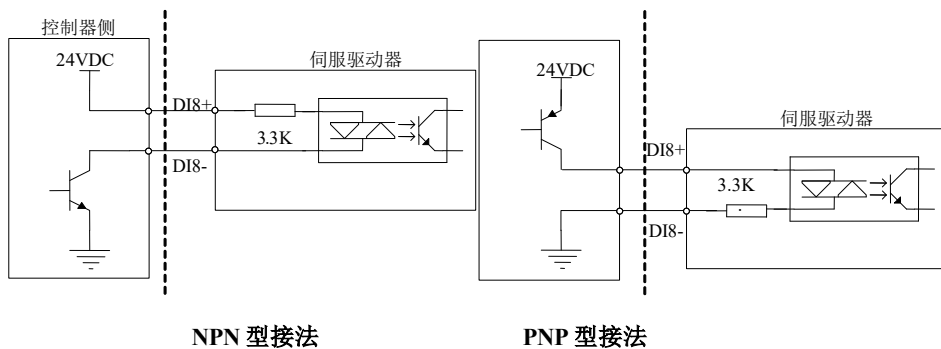 控制器侧
24VDC
伺服驱动器
DI8+
3.3K
DI8-
24VDC
伺服驱动器
DI8+
3.3K
DI8-
NPN 型接法
PNP 型接法